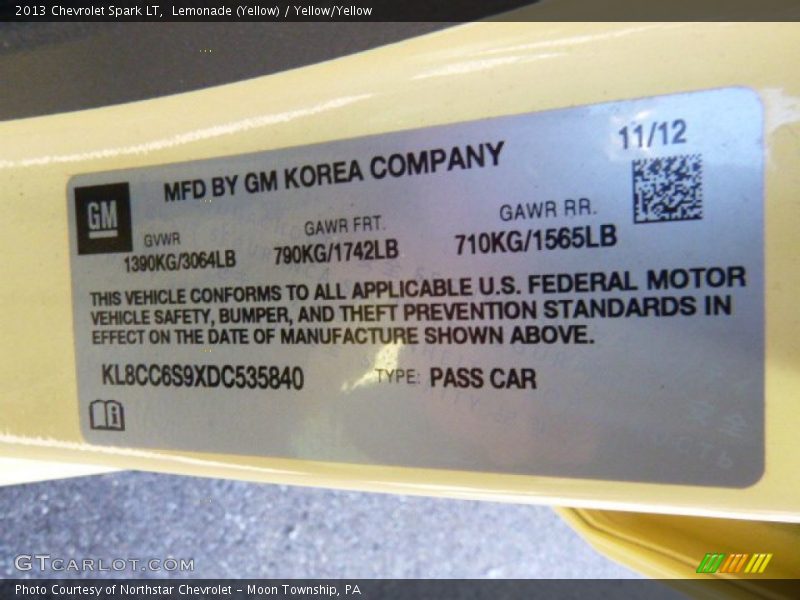 2013 Chevrolet Spark LT,  Lemonade (Yellow) / Yellow/Yellow
11/12
MFD BY GM KOREA COMPANY
GM
GVWR GAWR FRT. GAWR RR.
1390KG/3064LB 790KG/1742LB 710KG/1565LB
THIS VEHICLE CONFORMS TO ALL APPLICABLE U.S. FEDERAL MOTOR
VEHICLE SAFETY, BUMPER, AND THEFT PREVENTION STANDARDS IN
EFFECT ON THE DATE OF MANUFACTURE SHOWN ABOVE.
KL8CC6S9XDC535840 TYPE: PASS CAR
GTCARLOT.COM
Photo Courtesy of Northstar Chevrolet - Moon Township, PA